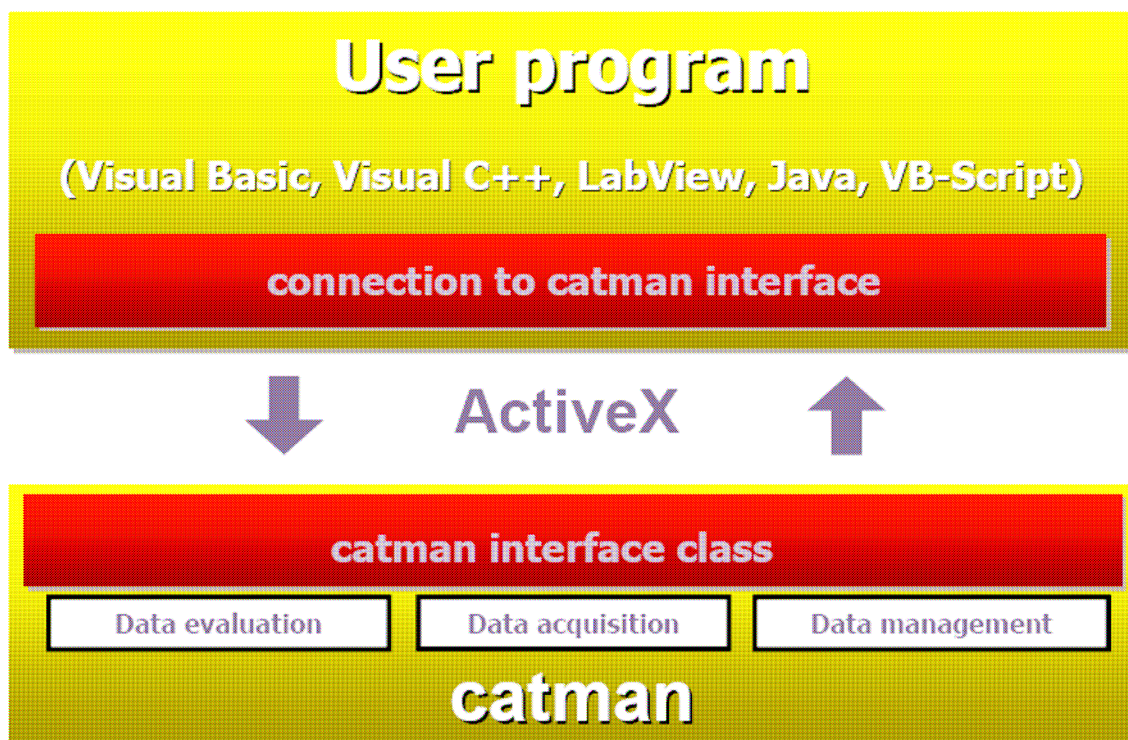 User program
(Visual Basic, Visual C++, LabView, Java, VB-Script)
connection to catman interface
ActiveX
catman interface class
Data evaluation
Data acquisition
Data management
catman